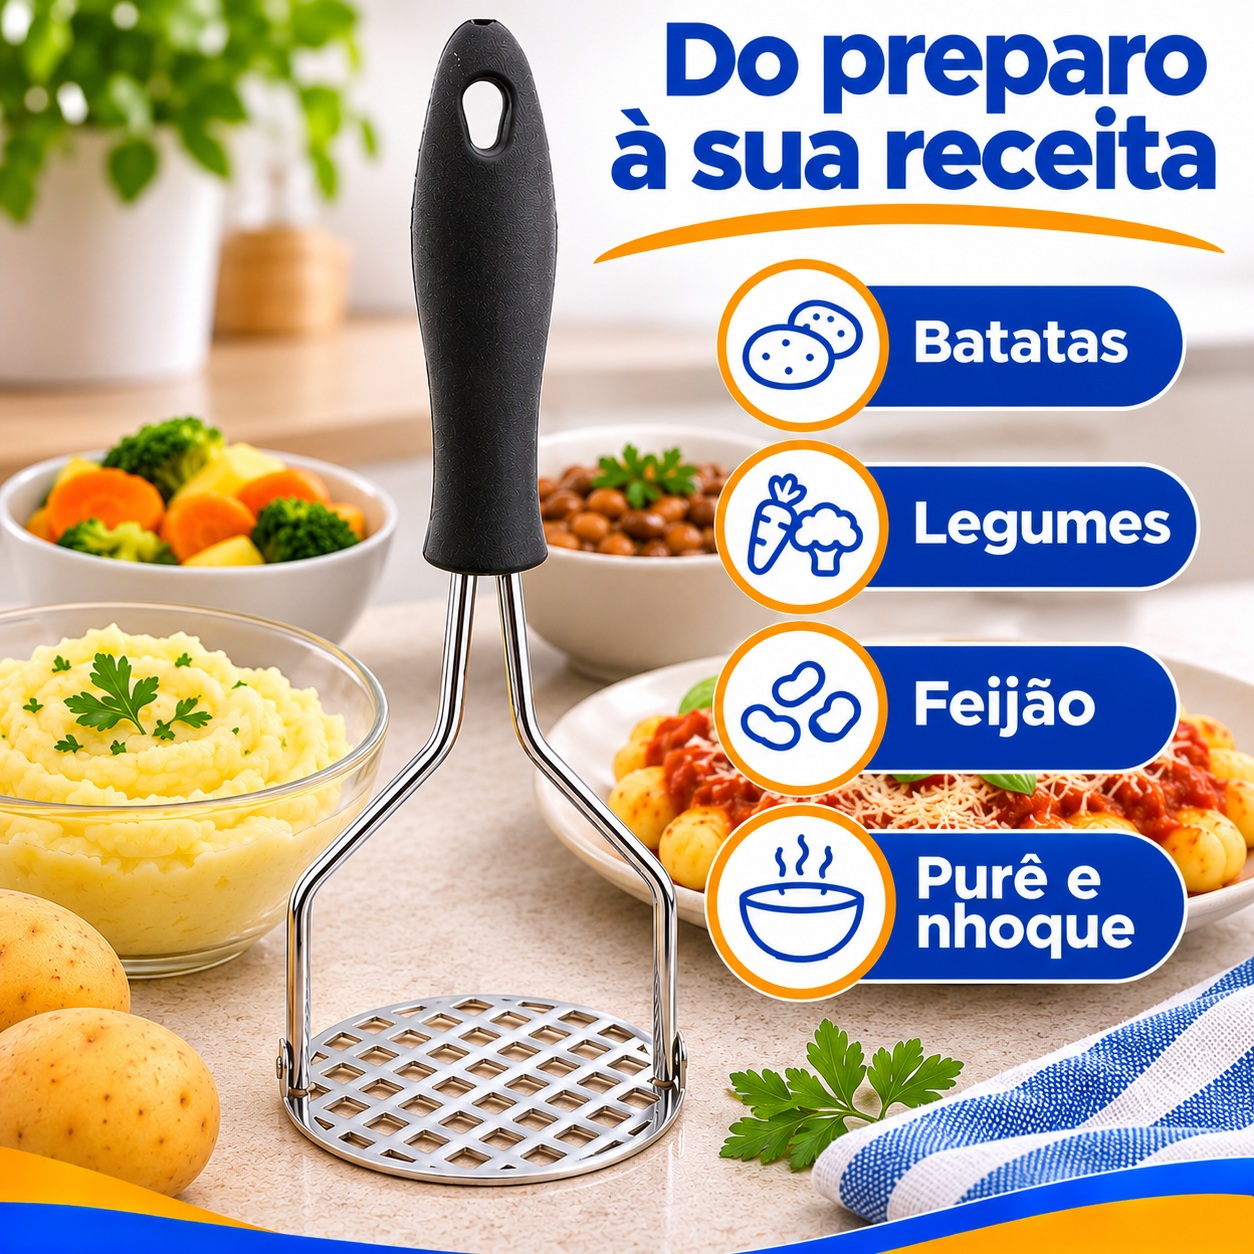 Do preparo
à sua receita
Batatas
Legumes
Feijão
Purê e
nhoque